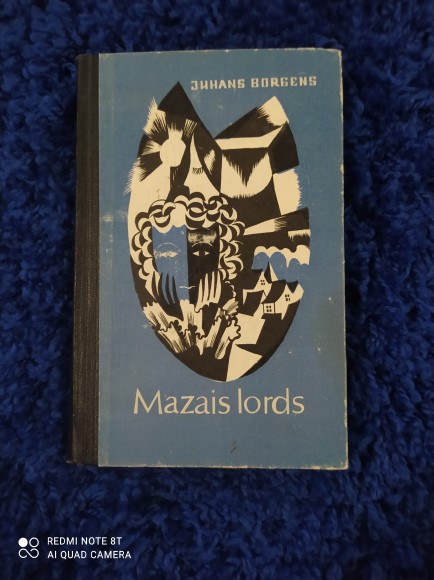 JUHANS BORGENS
Mazais lords
REDMI NOTE 8T
AI QUAD CAMERA